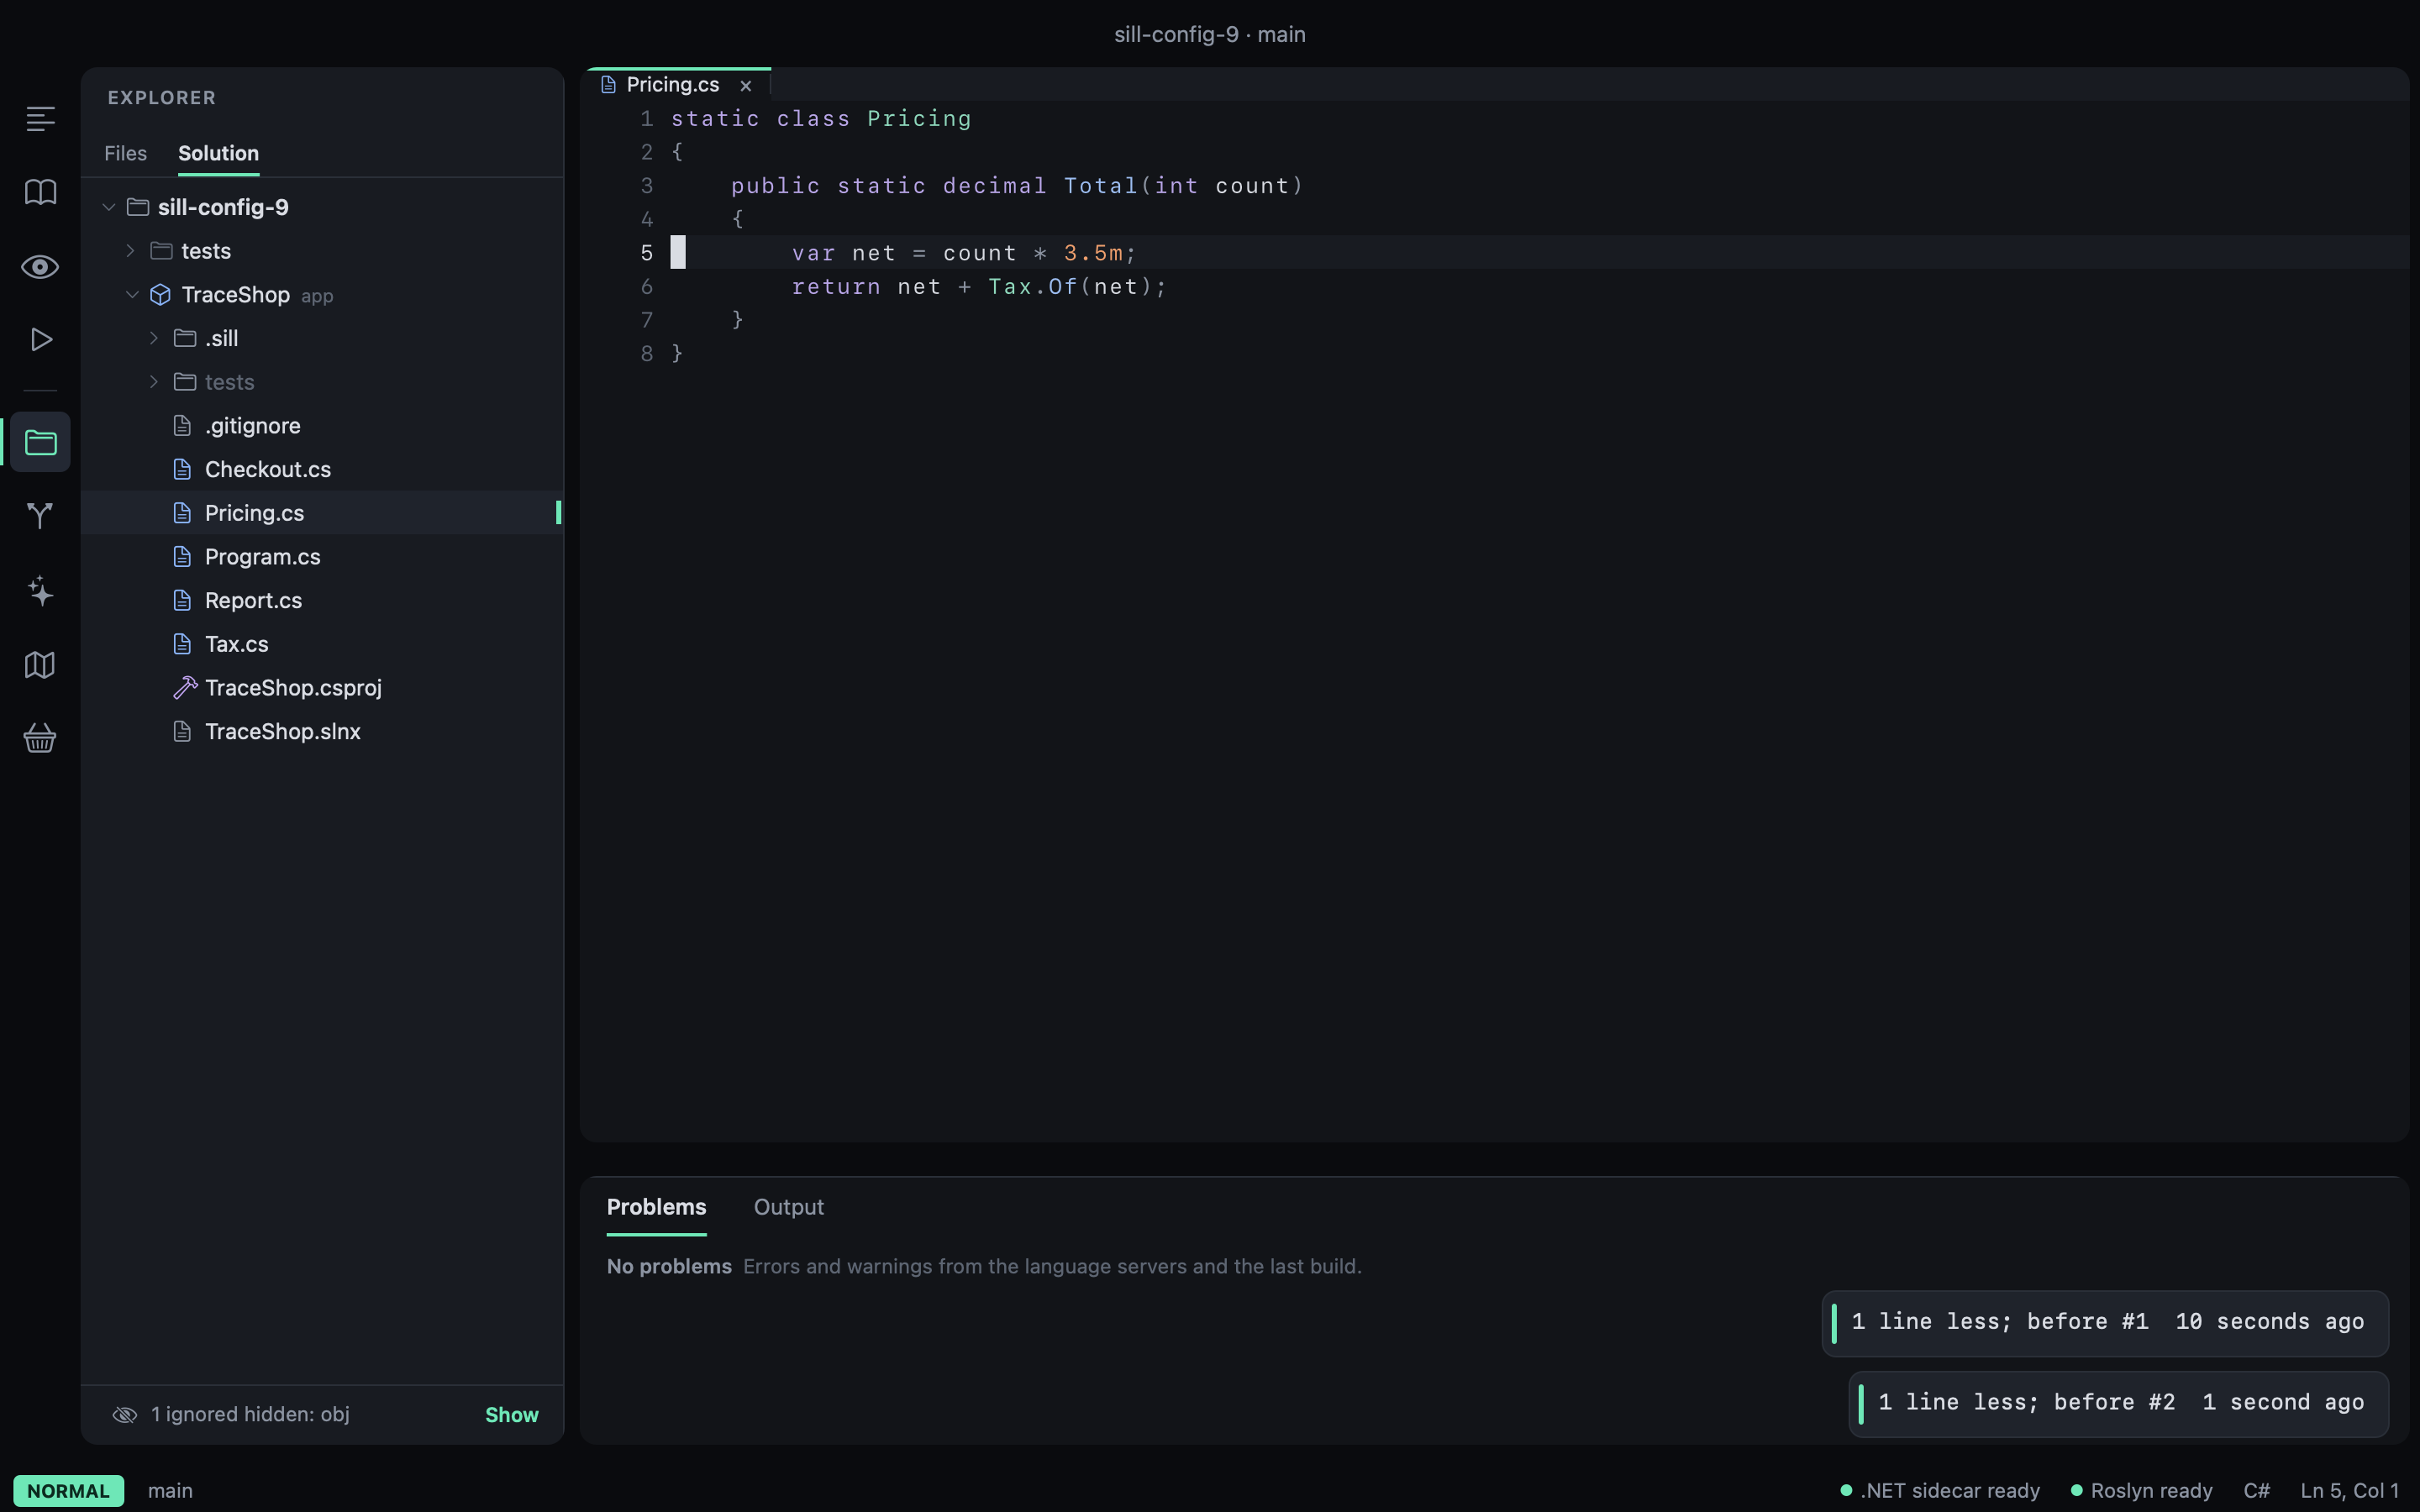 sill-config-9 · main
EXPLORER
Files Solution
sill-config-9
tests
TraceShop app
.sill
tests
.gitignore
Checkout.cs
Pricing.cs
Program.cs
Report.cs
Tax.cs
TraceShop.csproj
TraceShop.slnx
1 ignored hidden: obj Show
Pricing.cs ×
1 static class Pricing
2 {
3     public static decimal Total(int count)
4     {
5         var net = count * 3.5m;
6         return net + Tax.Of(net);
7     }
8 }
Problems Output
No problems Errors and warnings from the language servers and the last build.
1 line less; before #1  10 seconds ago
1 line less; before #2  1 second ago
NORMAL main .NET sidecar ready Roslyn ready C# Ln 5, Col 1